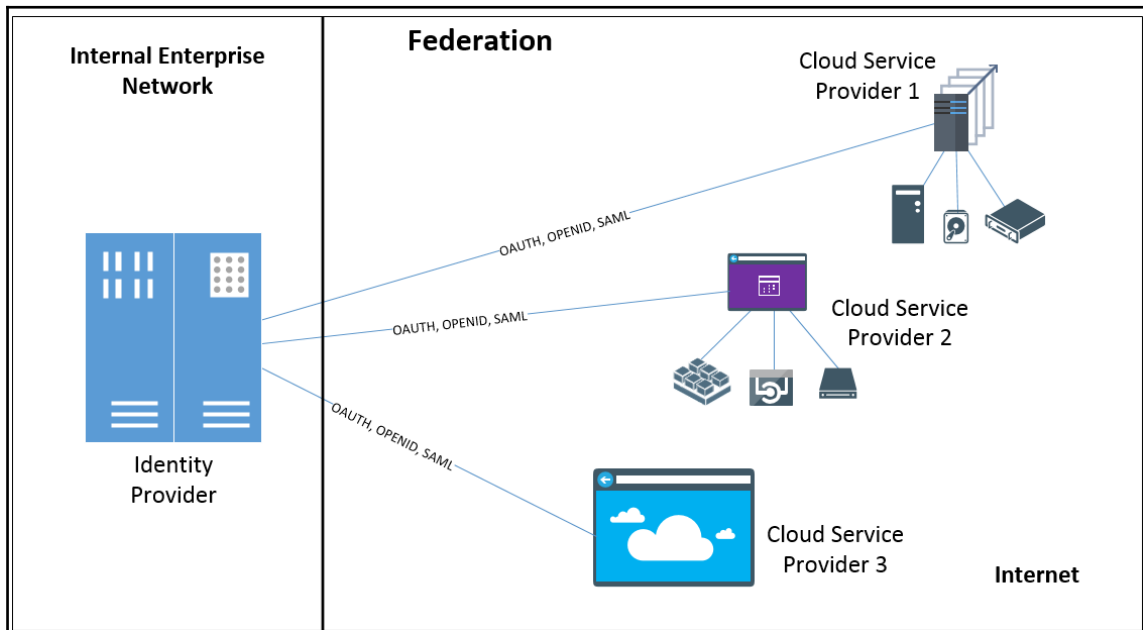 Internal Enterprise
Network
Federation
Cloud Service
Provider 1
OAUTH, OPENID, SAML
OAUTH, OPENID, SAML
Cloud Service
Provider 2
OAUTH, OPENID, SAML
Identity
Provider
Cloud Service
Provider 3
Internet